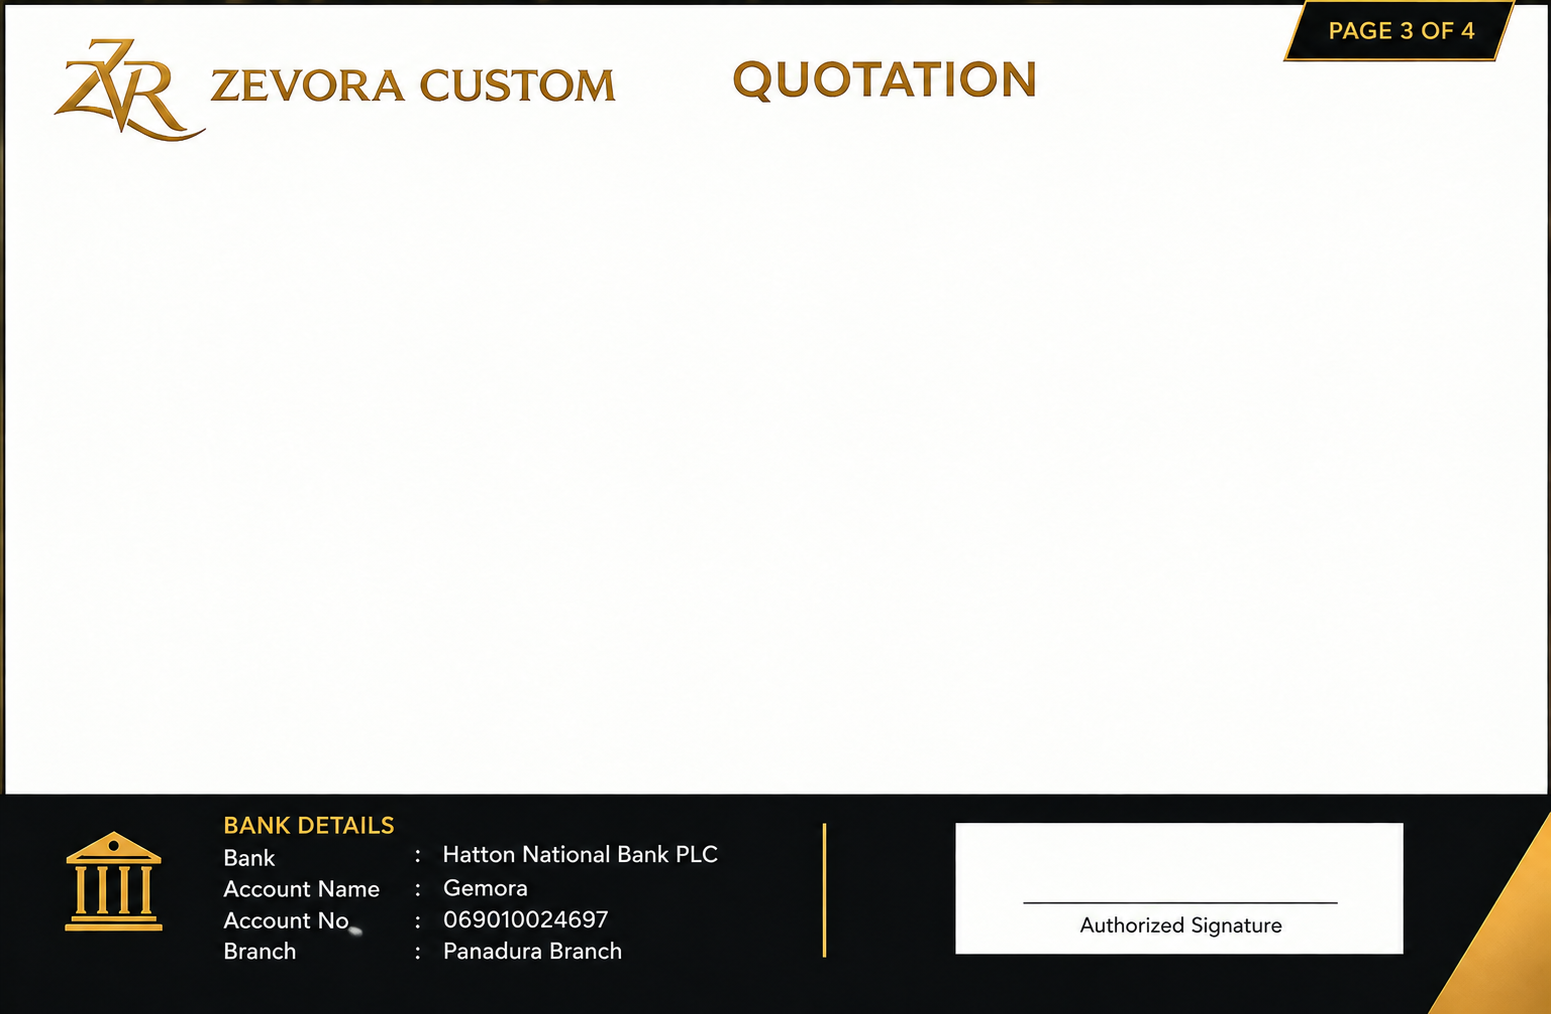 PAGE 3 OF 4
ZR ZEVORA CUSTOM
QUOTATION
BANK DETAILS
Bank : Hatton National Bank PLC
Account Name : Gemora
Account No : 069010024697
Branch : Panadura Branch
Authorized Signature